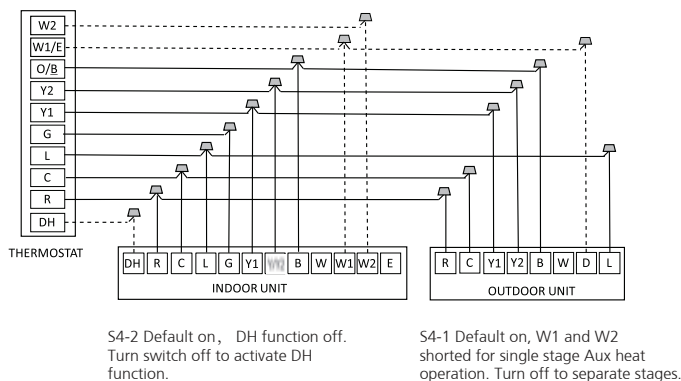 W2
W1/E
O/B
Y2
Y1
G
L
C
R
DH
THERMOSTAT
DH R C L G Y1 B W W1 W2 E
INDOOR UNIT
R C Y1 Y2 B W D L
OUTDOOR UNIT
S4-2 Default on, DH function off.
Turn switch off to activate DH
function.
S4-1 Default on, W1 and W2
shorted for single stage Aux heat
operation. Turn off to separate stages.